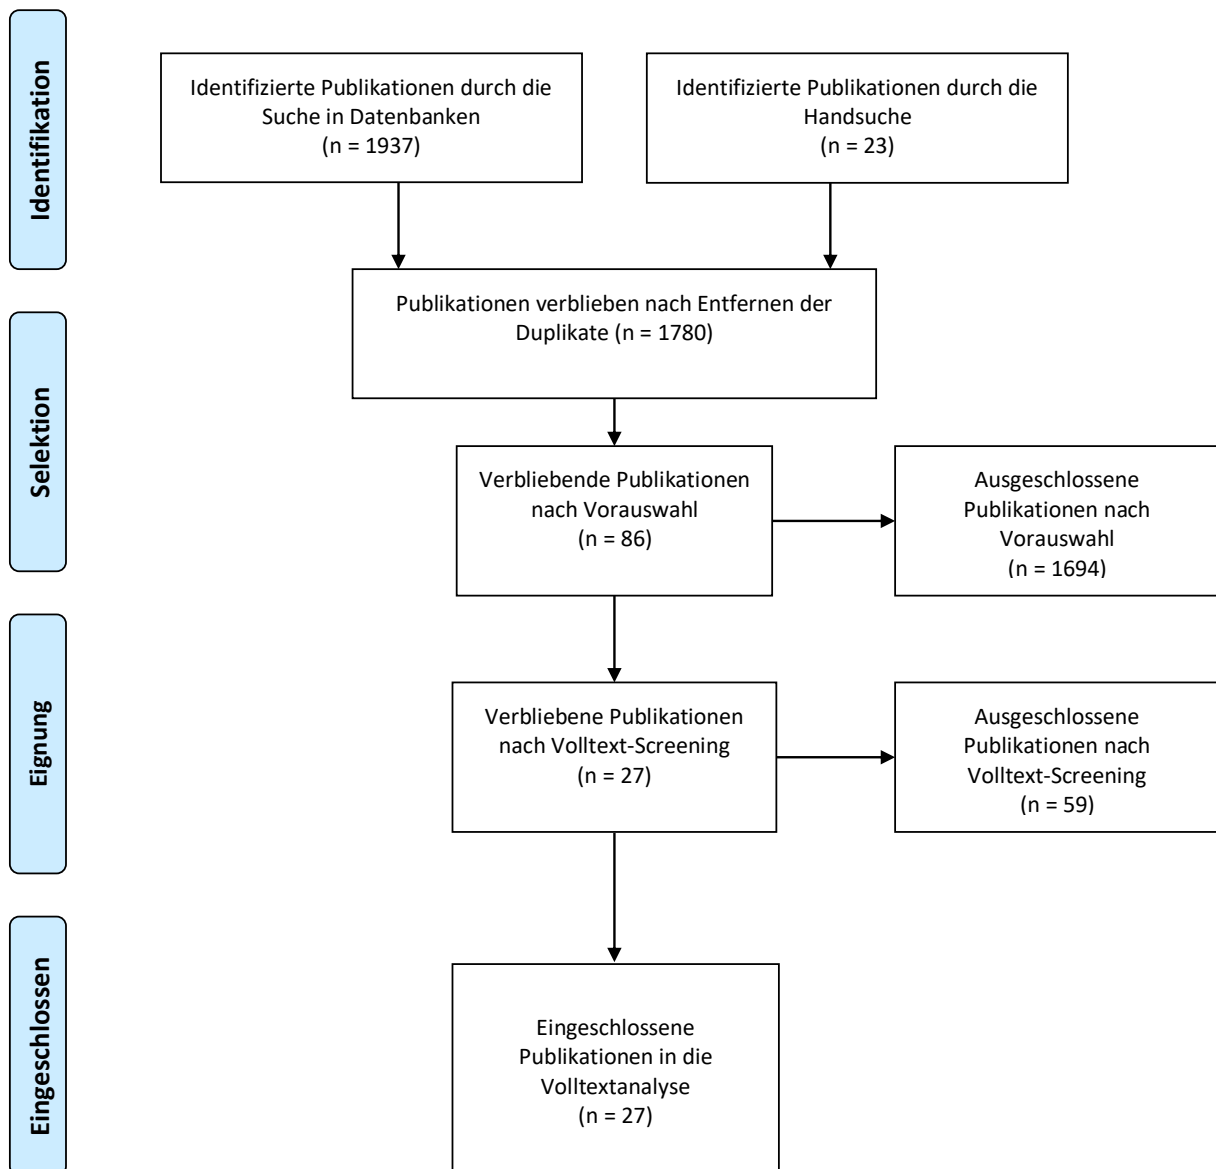 Identifikation
Identifizierte Publikationen durch die
Suche in Datenbanken
(n = 1937)
Identifizierte Publikationen durch die
Handsuche
(n = 23)
Publikationen verblieben nach Entfernen der
Duplikate (n = 1780)
Selektion
Verbliebende Publikationen
nach Vorauswahl
(n = 86)
Ausgeschlossene
Publikationen nach
Vorauswahl
(n = 1694)
Eignung
Verbliebene Publikationen
nach Volltext-Screening
(n = 27)
Ausgeschlossene
Publikationen nach
Volltext-Screening
(n = 59)
Eingeschlossen
Eingeschlossene
Publikationen in die
Volltextanalyse
(n = 27)